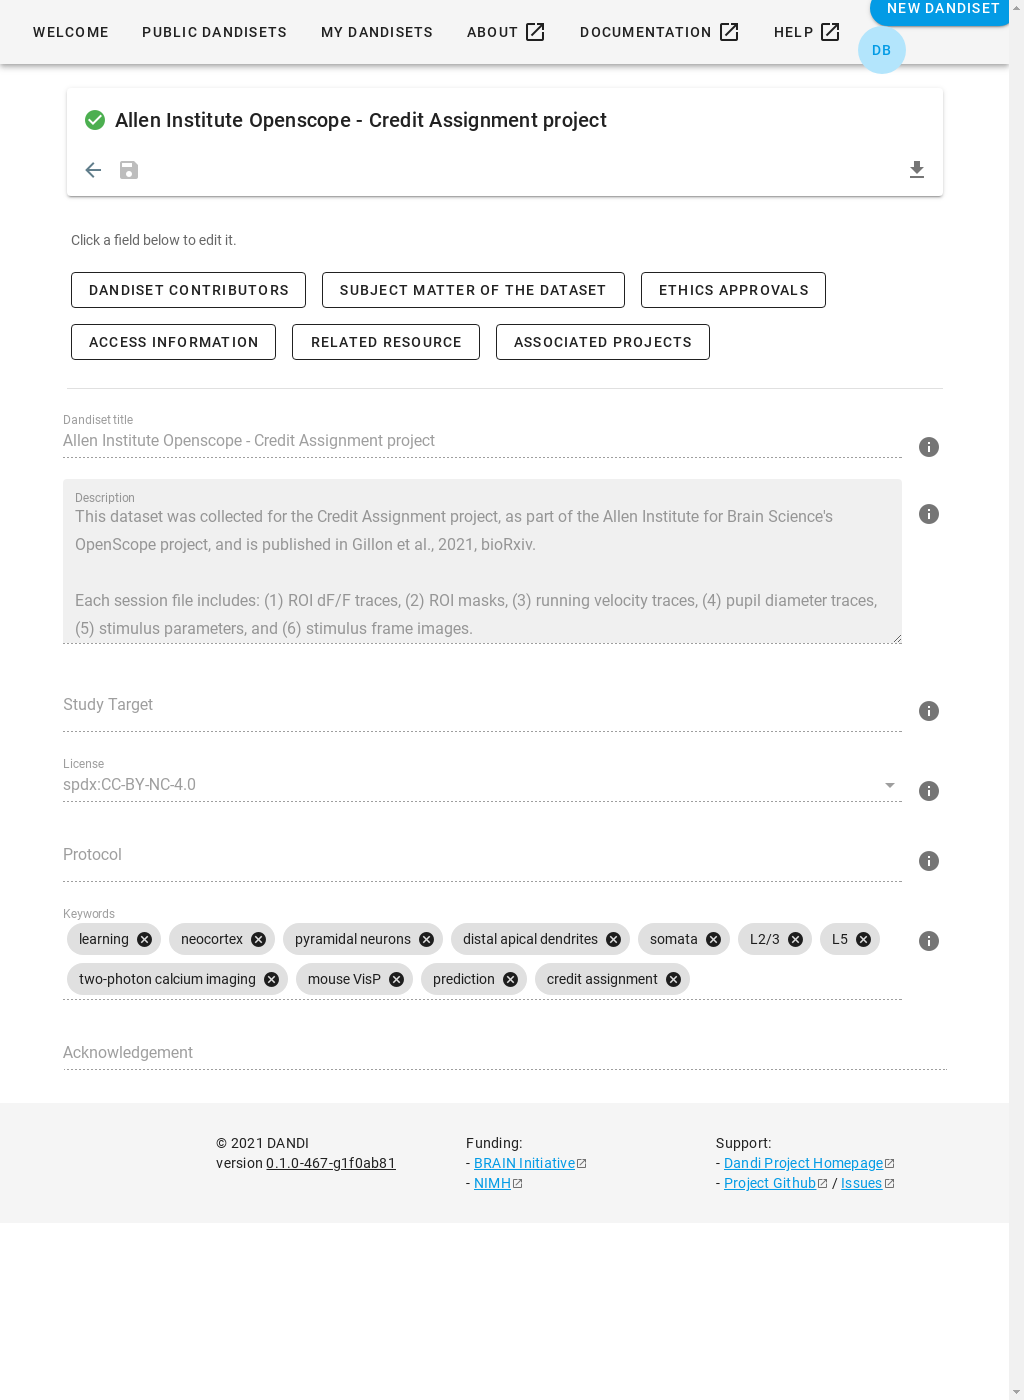 WELCOME PUBLIC DANDISETS MY DANDISETS ABOUT DOCUMENTATION HELP NEW DANDISET
DB
Allen Institute Openscope - Credit Assignment project
Click a field below to edit it.
DANDISET CONTRIBUTORS SUBJECT MATTER OF THE DATASET ETHICS APPROVALS
ACCESS INFORMATION RELATED RESOURCE ASSOCIATED PROJECTS
Dandiset title
Allen Institute Openscope - Credit Assignment project
Description
This dataset was collected for the Credit Assignment project, as part of the Allen Institute for Brain Science's
OpenScope project, and is published in Gillon et al., 2021, bioRxiv.
Each session file includes: (1) ROI dF/F traces, (2) ROI masks, (3) running velocity traces, (4) pupil diameter traces,
(5) stimulus parameters, and (6) stimulus frame images.
Study Target
License
spdx:CC-BY-NC-4.0
Protocol
Keywords
learning neocortex pyramidal neurons distal apical dendrites somata L2/3 L5
two-photon calcium imaging mouse VisP prediction credit assignment
Acknowledgement
© 2021 DANDI Funding: Support:
version 0.1.0-467-g1f0ab81 - BRAIN Initiative - Dandi Project Homepage
- NIMH - Project Github / Issues